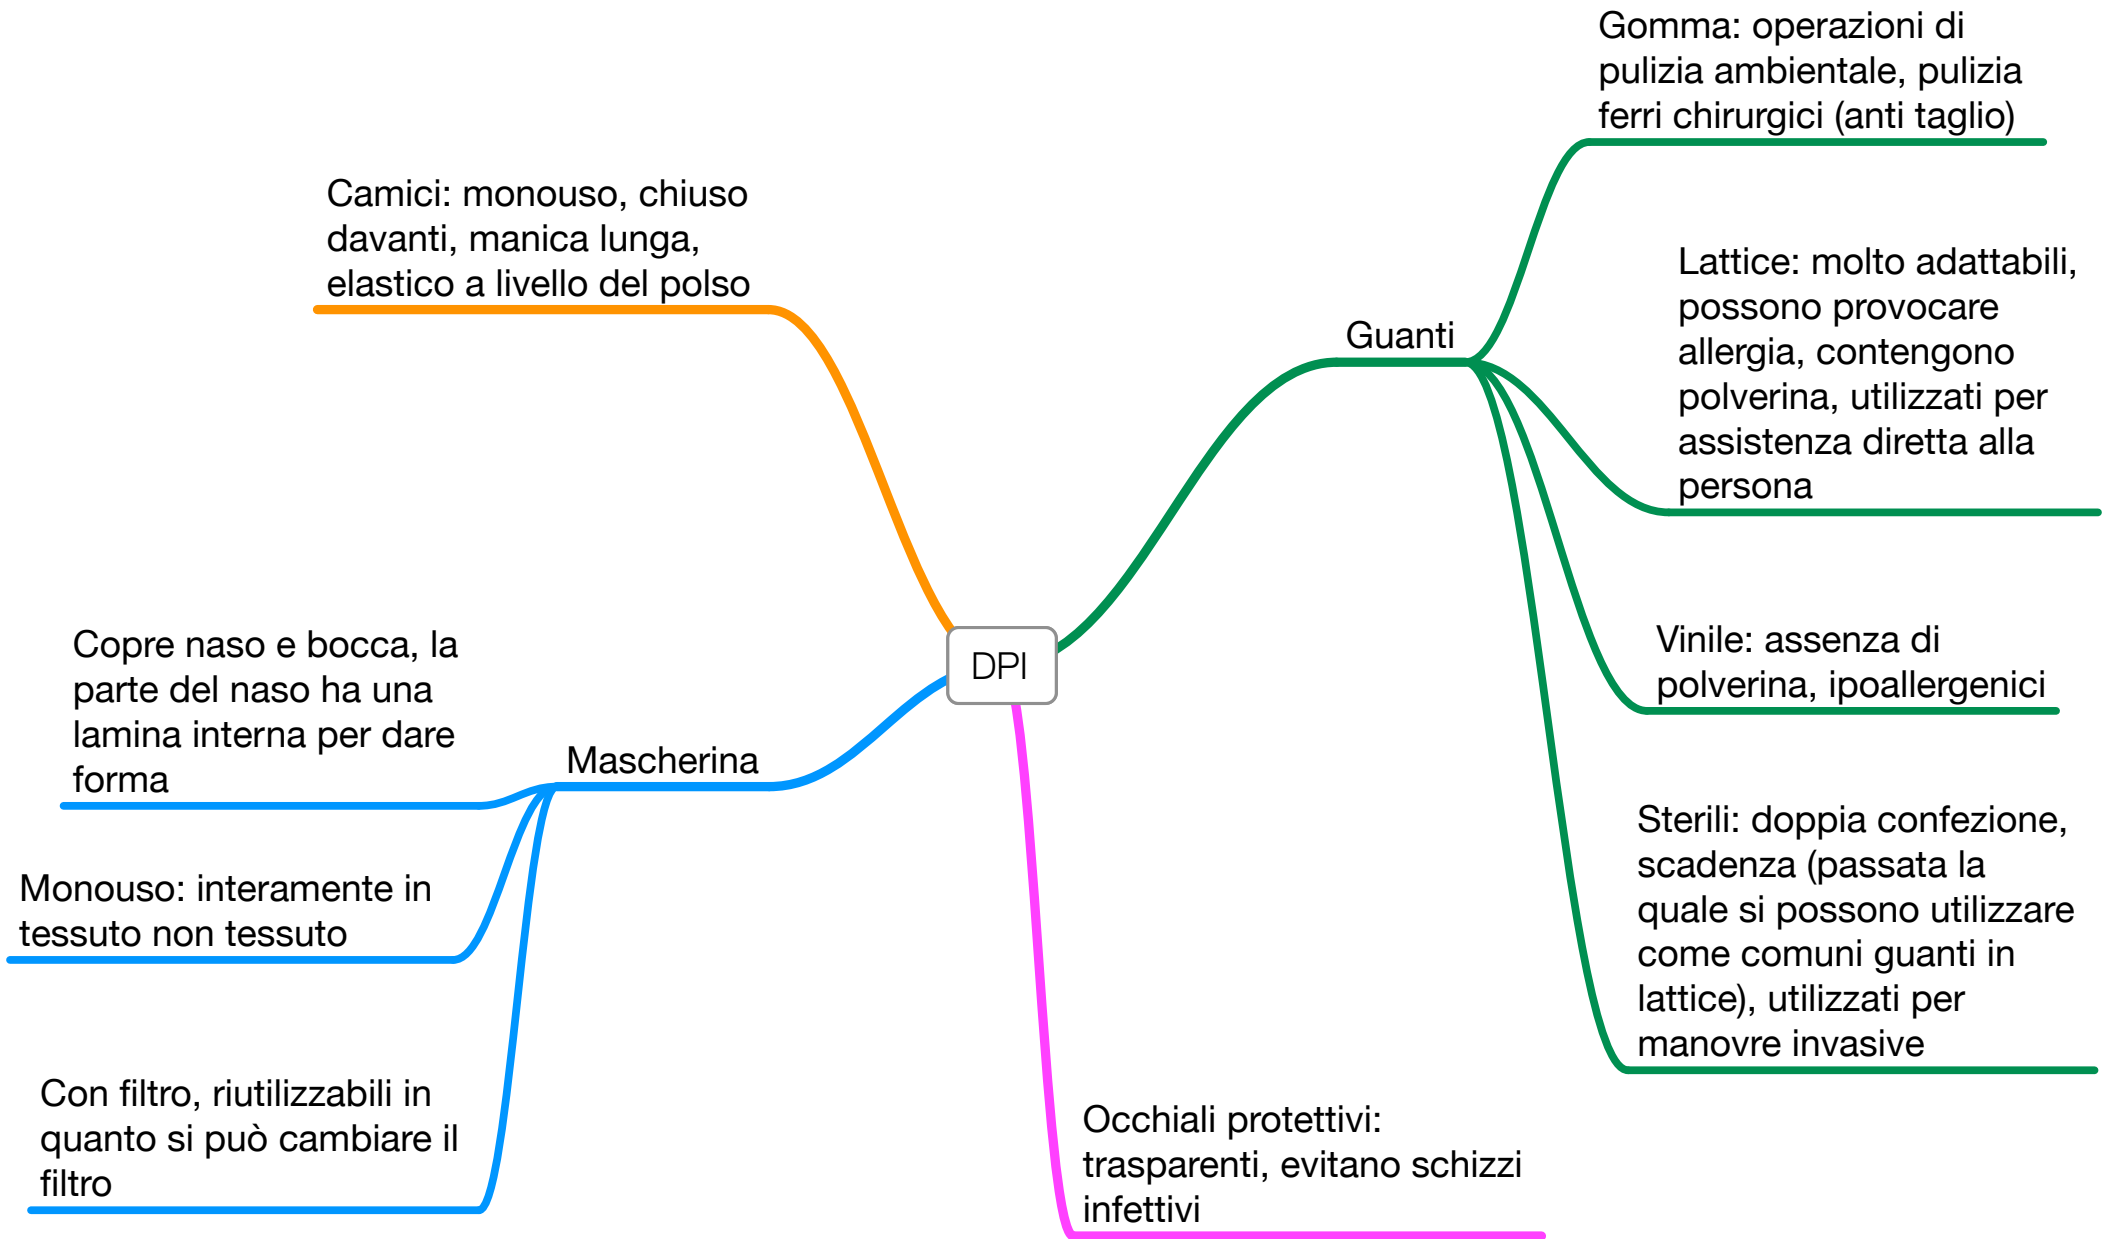 DPI
Guanti
Gomma: operazioni di
pulizia ambientale, pulizia
ferri chirurgici (anti taglio)
Lattice: molto adattabili,
possono provocare
allergia, contengono
polverina, utilizzati per
assistenza diretta alla
persona
Vinile: assenza di
polverina, ipoallergenici
Sterili: doppia confezione,
scadenza (passata la
quale si possono utilizzare
come comuni guanti in
lattice), utilizzati per
manovre invasive
Occhiali protettivi:
trasparenti, evitano schizzi
infettivi
Mascherina
Copre naso e bocca, la
parte del naso ha una
lamina interna per dare
forma
Monouso: interamente in
tessuto non tessuto
Con filtro, riutilizzabili in
quanto si può cambiare il
filtro
Camici: monouso, chiuso
davanti, manica lunga,
elastico a livello del polso